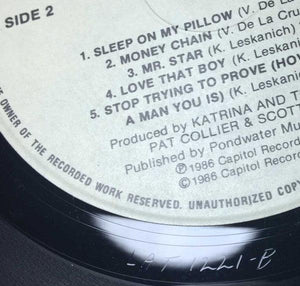 SIDE 2
1. SLEEP ON MY PILLOW (V. De La
2. MONEY CHAIN (V. De La Cru
3. MR. STAR (K. Leskanich)
4. LOVE THAT BOY (K. Leskanich)
5. STOP TRYING TO PROVE (HOW
A MAN YOU IS) (K. Leskanich
Produced by KATRINA AND T
PAT COLLIER & SCOTT
Published by Pondwater Mu
℗ 1986 Capitol Record
© 1986 Capitol Record
OWNER OF THE RECORDED WORK RESERVED. UNAUTHORIZED COPY
1221-B